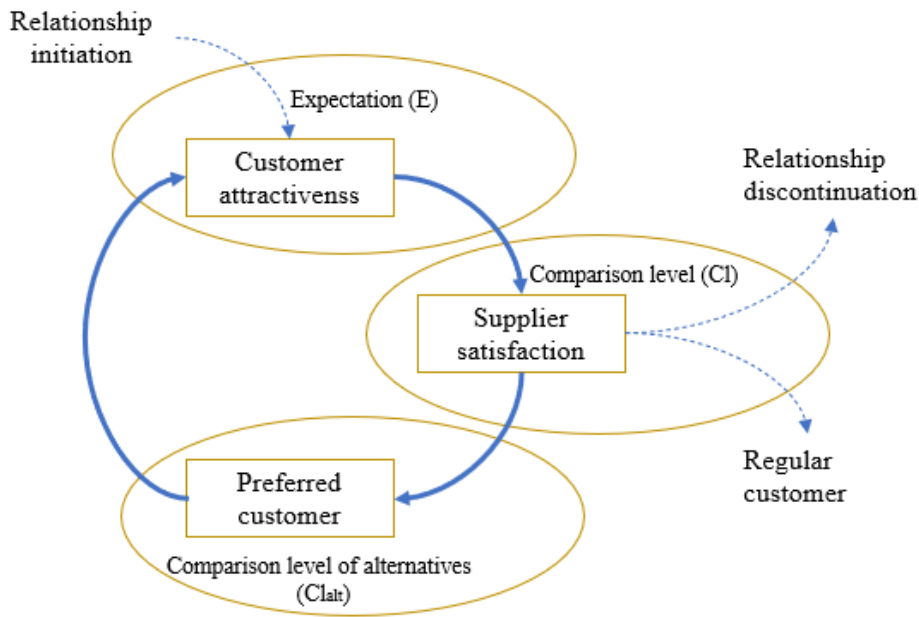 Relationship
initiation
Expectation (E)
Customer
attractivenss
Relationship
discontinuation
Comparison level (Cl)
Supplier
satisfaction
Regular
customer
Preferred
customer
Comparison level of alternatives
(Clalt)